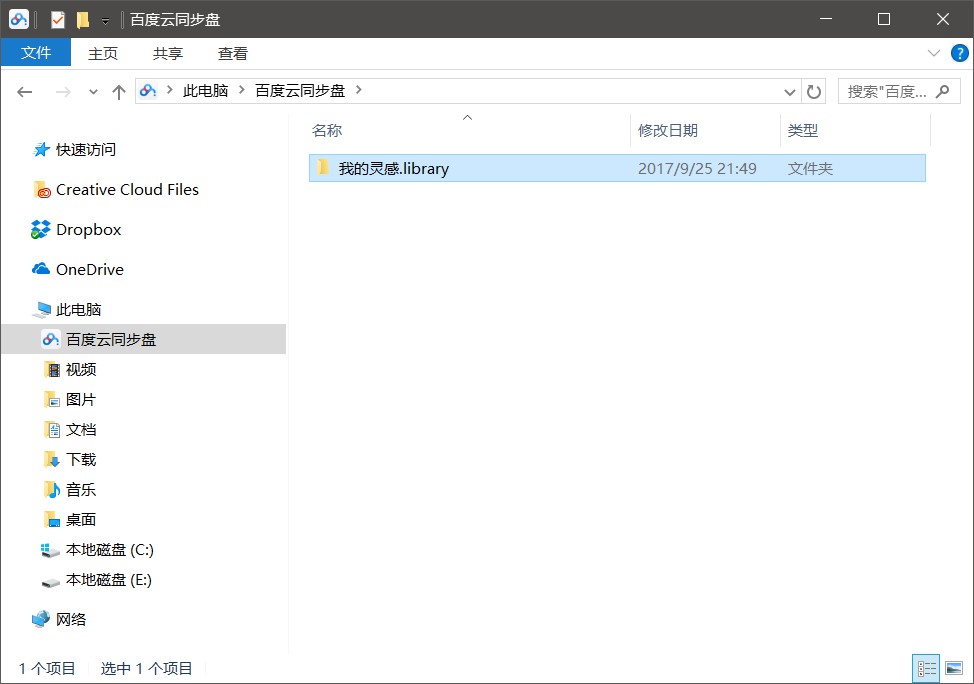 百度云同步盘
文件 主页 共享 查看
此电脑 百度云同步盘 搜索"百度...
名称 修改日期 类型
我的灵感.library 2017/9/25 21:49 文件夹
快速访问
Creative Cloud Files
Dropbox
OneDrive
此电脑
百度云同步盘
视频
图片
文档
下载
音乐
桌面
本地磁盘 (C:)
本地磁盘 (E:)
网络
1 个项目 选中 1 个项目